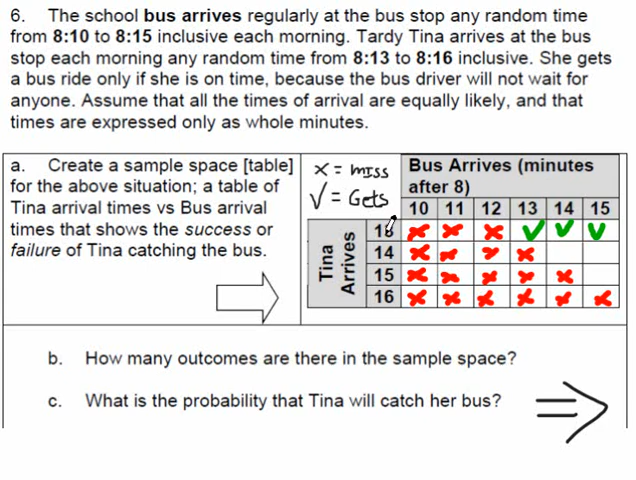 6. The school bus arrives regularly at the bus stop any random time
from 8:10 to 8:15 inclusive each morning. Tardy Tina arrives at the bus
stop each morning any random time from 8:13 to 8:16 inclusive. She gets
a bus ride only if she is on time, because the bus driver will not wait for
anyone. Assume that all the times of arrival are equally likely, and that
times are expressed only as whole minutes.
a. Create a sample space [table]
for the above situation; a table of
Tina arrival times vs Bus arrival
times that shows the success or
failure of Tina catching the bus.
x = miss
√ = Gets
Bus Arrives (minutes
after 8)
10 11 12 13 14 15
Tina
Arrives
13 x x x ✓ ✓ ✓
14 x x x x
15 x x x x x
16 x x x x x x
b. How many outcomes are there in the sample space?
c. What is the probability that Tina will catch her bus?